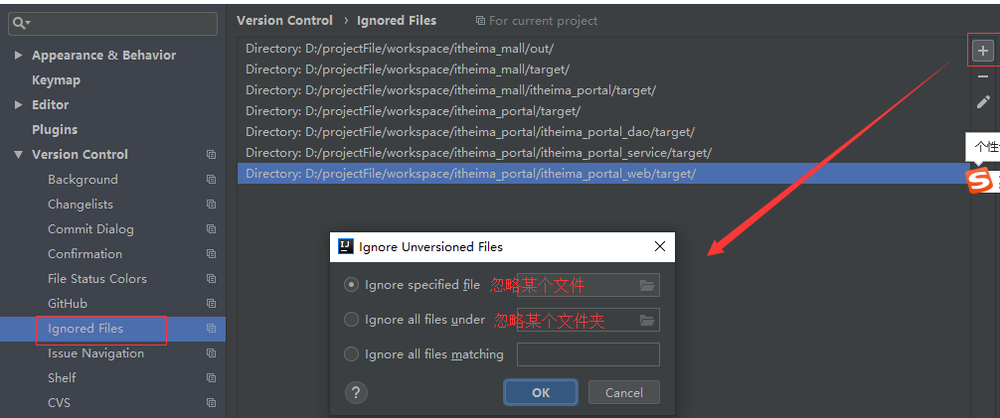 Version Control › Ignored Files For current project
Appearance & Behavior
Keymap
Editor
Plugins
Version Control
Background
Changelists
Commit Dialog
Confirmation
File Status Colors
GitHub
Ignored Files
Issue Navigation
Shelf
CVS
Directory: D:/projectFile/workspace/itheima_mall/out/
Directory: D:/projectFile/workspace/itheima_mall/target/
Directory: D:/projectFile/workspace/itheima_mall/itheima_portal/target/
Directory: D:/projectFile/workspace/itheima_portal/target/
Directory: D:/projectFile/workspace/itheima_portal/itheima_portal_dao/target/
Directory: D:/projectFile/workspace/itheima_portal/itheima_portal_service/target/
Directory: D:/projectFile/workspace/itheima_portal/itheima_portal_web/target/
个性
IJ Ignore Unversioned Files
Ignore specified file 忽略某个文件
Ignore all files under 忽略某个文件夹
Ignore all files matching
? OK Cancel